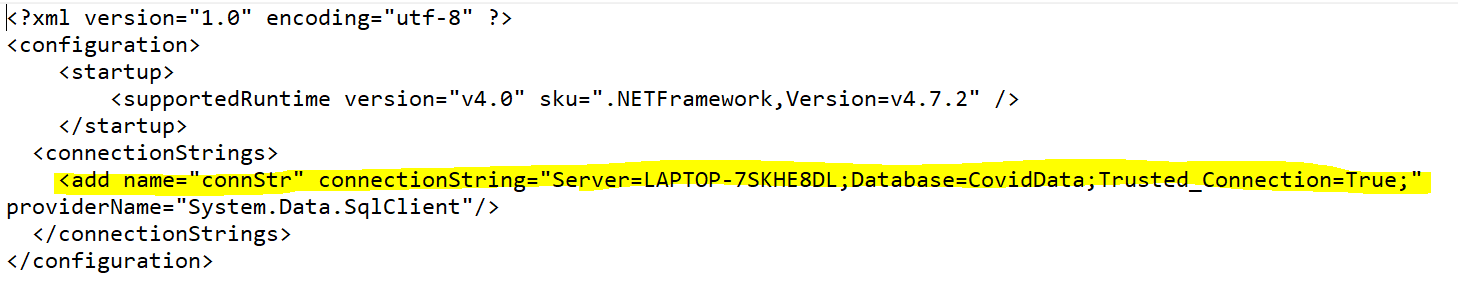 <?xml version="1.0" encoding="utf-8" ?>
<configuration>
    <startup>
        <supportedRuntime version="v4.0" sku=".NETFramework,Version=v4.7.2" />
    </startup>
  <connectionStrings>
    <add name="connStr" connectionString="Server=LAPTOP-7SKHE8DL;Database=CovidData;Trusted_Connection=True;"
providerName="System.Data.SqlClient"/>
  </connectionStrings>
</configuration>